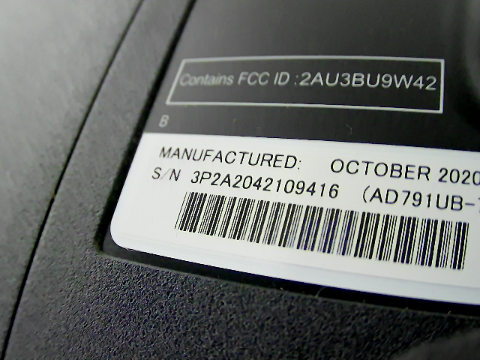 Contains FCC ID :2AU3BU9W42
B
MANUFACTURED: OCTOBER 2020
S/N 3P2A2042109416 (AD791UB-